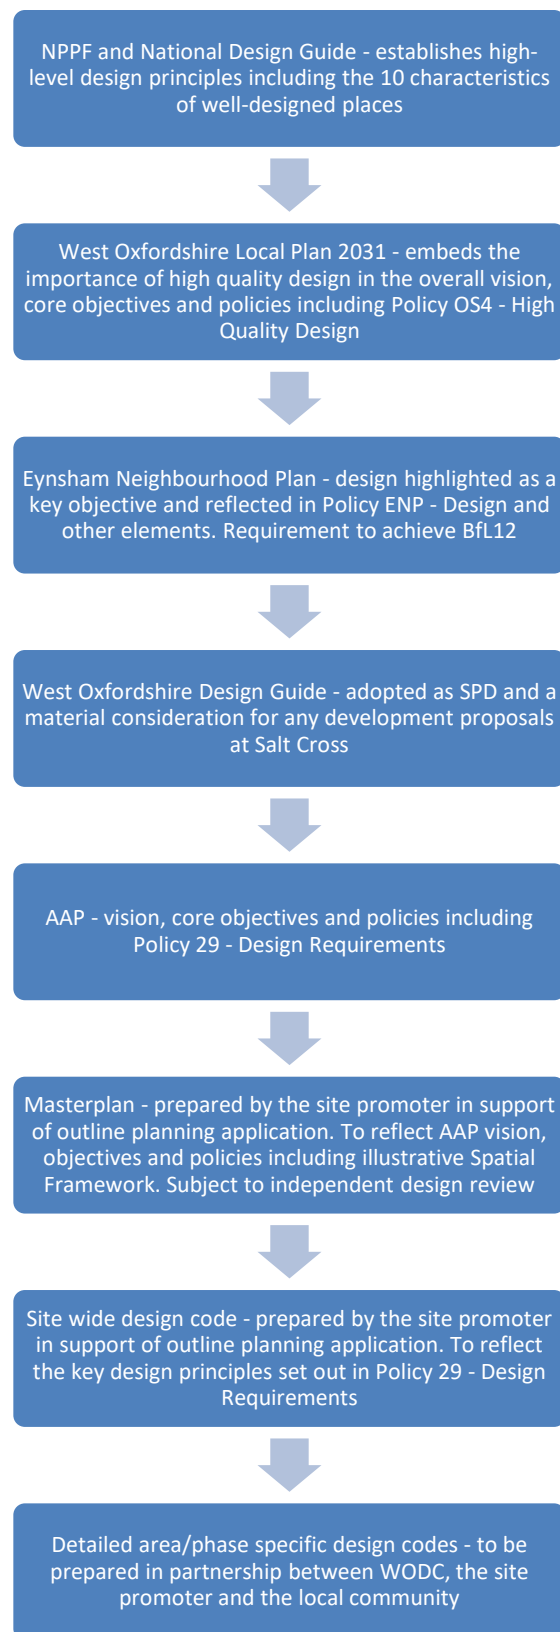 NPPF and National Design Guide - establishes high-
level design principles including the 10 characteristics
of well-designed places
West Oxfordshire Local Plan 2031 - embeds the
importance of high quality design in the overall vision,
core objectives and policies including Policy OS4 - High
Quality Design
Eynsham Neighbourhood Plan - design highlighted as a
key objective and reflected in Policy ENP - Design and
other elements. Requirement to achieve BfL12
West Oxfordshire Design Guide - adopted as SPD and a
material consideration for any development proposals
at Salt Cross
AAP - vision, core objectives and policies including
Policy 29 - Design Requirements
Masterplan - prepared by the site promoter in support
of outline planning application. To reflect AAP vision,
objectives and policies including illustrative Spatial
Framework. Subject to independent design review
Site wide design code - prepared by the site promoter
in support of outline planning application. To reflect
the key design principles set out in Policy 29 - Design
Requirements
Detailed area/phase specific design codes - to be
prepared in partnership between WODC, the site
promoter and the local community